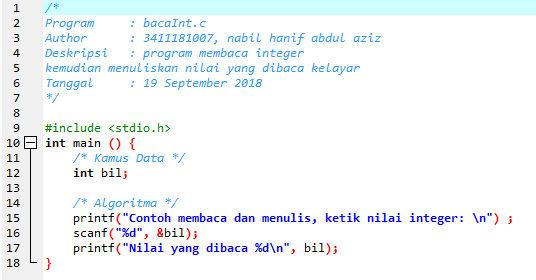 1 /*
2 Program     : bacaInt.c
3 Author      : 3411181007, nabil hanif abdul aziz
4 Deskripsi   : program membaca integer
5 kemudian menuliskan nilai yang dibaca kelayar
6 Tanggal     : 19 September 2018
7 */
8
9 #include <stdio.h>
10 int main () {
11     /* Kamus Data */
12     int bil;
13
14     /* Algoritma */
15     printf("Contoh membaca dan menulis, ketik nilai integer: \n") ;
16     scanf("%d", &bil);
17     printf("Nilai yang dibaca %d\n", bil);
18 }